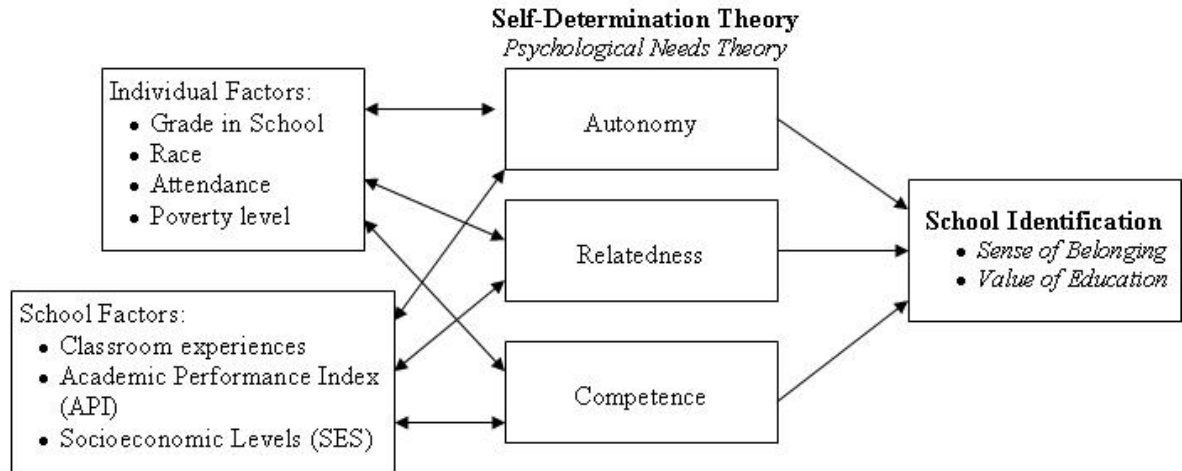 Self-Determination Theory
Psychological Needs Theory
Individual Factors:
• Grade in School
• Race
• Attendance
• Poverty level
School Factors:
• Classroom experiences
• Academic Performance Index
(API)
• Socioeconomic Levels (SES)
Autonomy
Relatedness
Competence
School Identification
• Sense of Belonging
• Value of Education